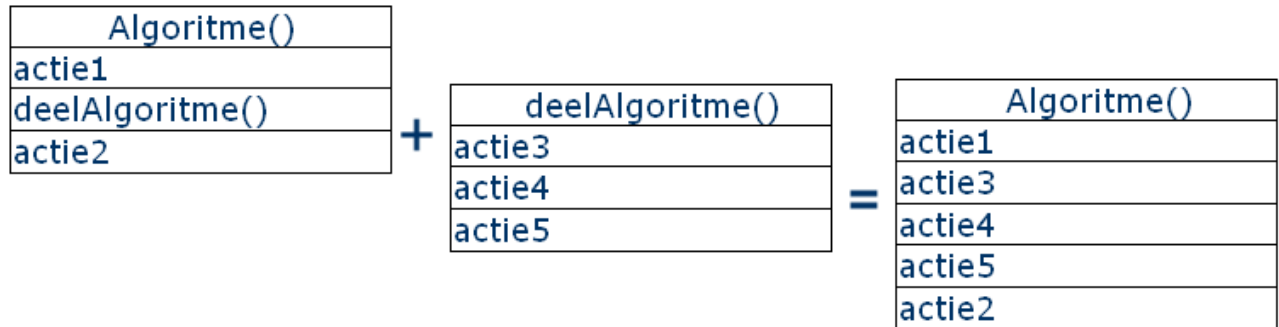 Algoritme()
actie1
deelAlgoritme()
actie2
+
deelAlgoritme()
actie3
actie4
actie5
=
Algoritme()
actie1
actie3
actie4
actie5
actie2